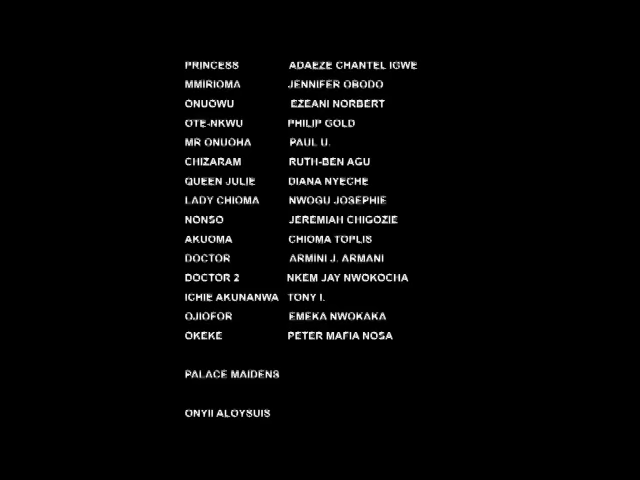 PRINCESS ADAEZE CHANTEL IGWE
MMIRIOMA JENNIFER OBODO
ONUOWU EZEANI NORBERT
OTE-NKWU PHILIP GOLD
MR ONUOHA PAUL U.
CHIZARAM RUTH-BEN AGU
QUEEN JULIE DIANA NYECHE
LADY CHIOMA NWOGU JOSEPHIE
NONSO JEREMIAH CHIGOZIE
AKUOMA CHIOMA TOPLIS
DOCTOR ARMINI J. ARMANI
DOCTOR 2 NKEM JAY NWOKOCHA
ICHIE AKUNANWA TONY I.
OJIOFOR EMEKA NWOKAKA
OKEKE PETER MAFIA NOSA
PALACE MAIDENS
ONYII ALOYSUIS